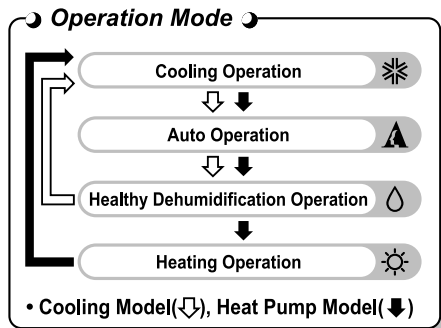 Operation Mode
Cooling Operation
Auto Operation
Healthy Dehumidification Operation
Heating Operation
• Cooling Model(⇩), Heat Pump Model(⬇)